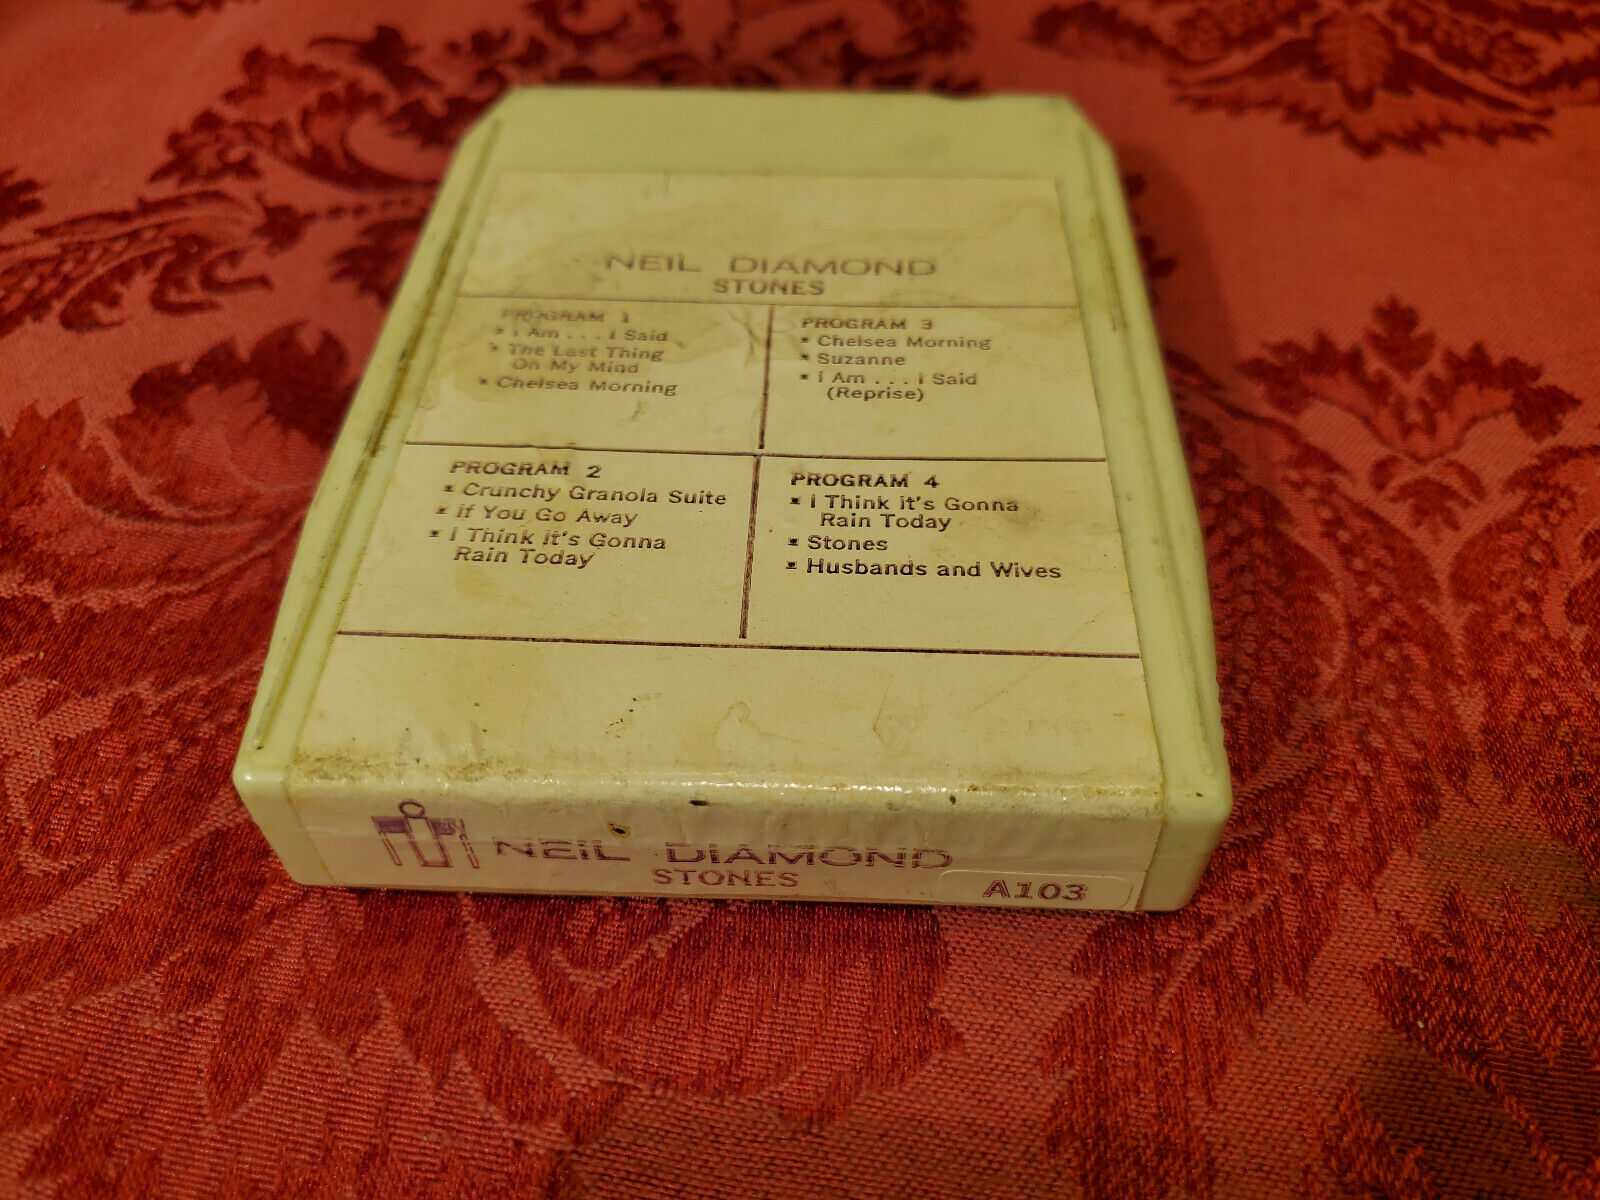 NEIL DIAMOND
STONES
PROGRAM 1
▪ I Am . . . I Said
▪ The Last Thing
On My Mind
▪ Chelsea Morning
PROGRAM 2
▪ Crunchy Granola Suite
▪ If You Go Away
▪ I Think It's Gonna
Rain Today
PROGRAM 3
▪ Chelsea Morning
▪ Suzanne
▪ I Am . . . I Said
(Reprise)
PROGRAM 4
▪ I Think It's Gonna
Rain Today
▪ Stones
▪ Husbands and Wives
NEIL DIAMOND
STONES
A103